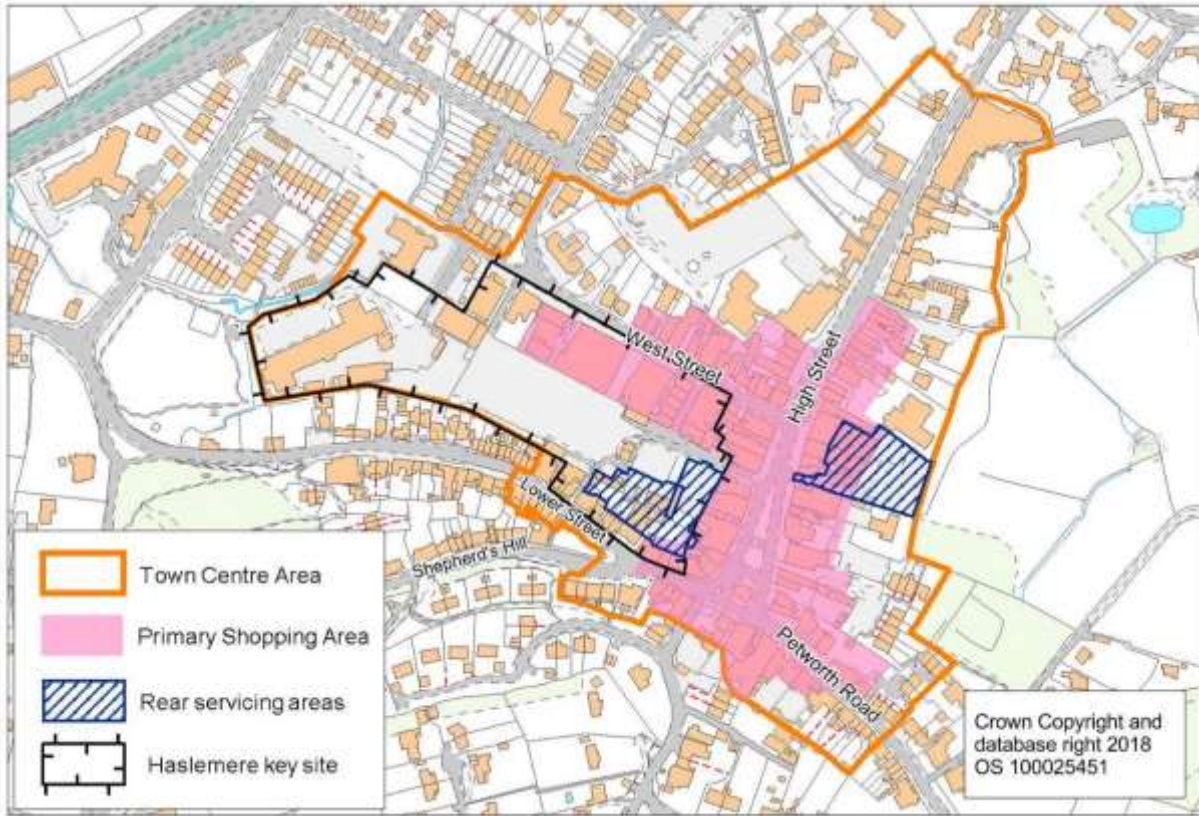 West Street
High Street
Lower Street
Shepherd's Hill
Petworth Road
Town Centre Area
Primary Shopping Area
Rear servicing areas
Haslemere key site
Crown Copyright and
database right 2018
OS 100025451